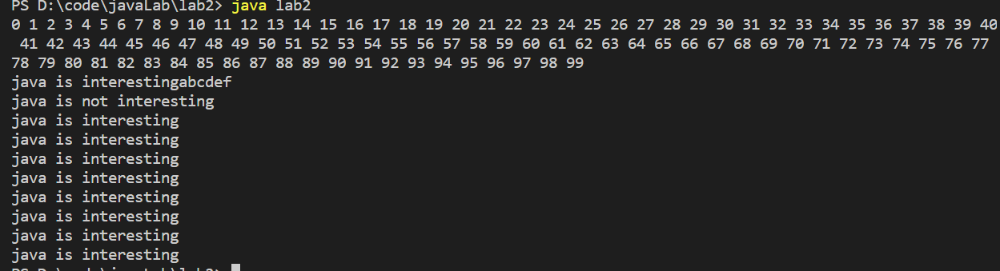 PS D:\code\javaLab\lab2> java lab2
0 1 2 3 4 5 6 7 8 9 10 11 12 13 14 15 16 17 18 19 20 21 22 23 24 25 26 27 28 29 30 31 32 33 34 35 36 37 38 39 40
41 42 43 44 45 46 47 48 49 50 51 52 53 54 55 56 57 58 59 60 61 62 63 64 65 66 67 68 69 70 71 72 73 74 75 76 77
78 79 80 81 82 83 84 85 86 87 88 89 90 91 92 93 94 95 96 97 98 99
java is interestingabcdef
java is not interesting
java is interesting
java is interesting
java is interesting
java is interesting
java is interesting
java is interesting
java is interesting
java is interesting
PS D:\code\javaLab\lab2>